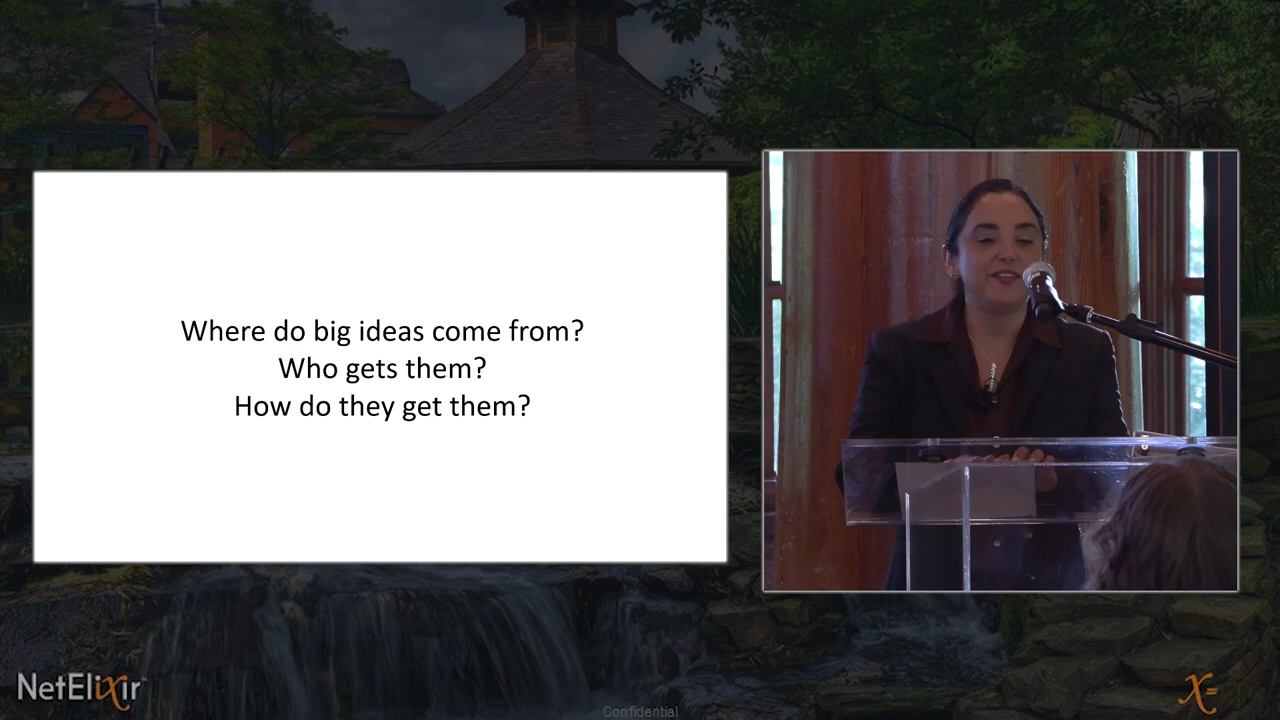 Where do big ideas come from?
Who gets them?
How do they get them?
NetElixir
Confidential
X=